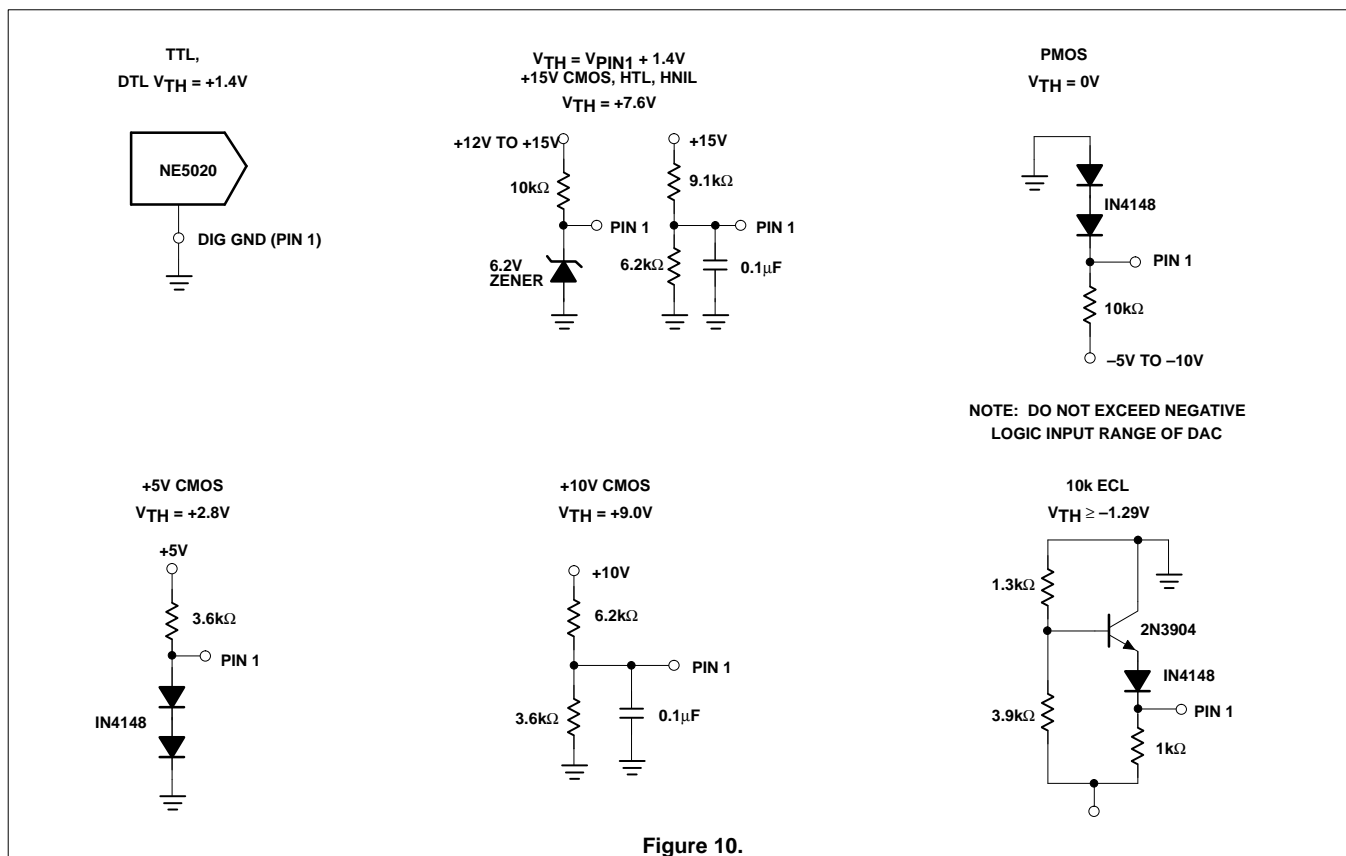 TTL,
DTL VTH = +1.4V
NE5020
DIG GND (PIN 1)
VTH = VPIN1 + 1.4V
+15V CMOS, HTL, HNIL
VTH = +7.6V
+12V TO +15V
10kΩ
PIN 1
6.2V
ZENER
+15V
9.1kΩ
PIN 1
6.2kΩ
0.1μF
PMOS
VTH = 0V
IN4148
PIN 1
10kΩ
–5V TO –10V
NOTE: DO NOT EXCEED NEGATIVE
LOGIC INPUT RANGE OF DAC
+5V CMOS
VTH = +2.8V
+5V
3.6kΩ
PIN 1
IN4148
+10V CMOS
VTH = +9.0V
+10V
6.2kΩ
PIN 1
3.6kΩ
0.1μF
10k ECL
VTH ≥ –1.29V
1.3kΩ
2N3904
IN4148
3.9kΩ
PIN 1
1kΩ
Figure 10.